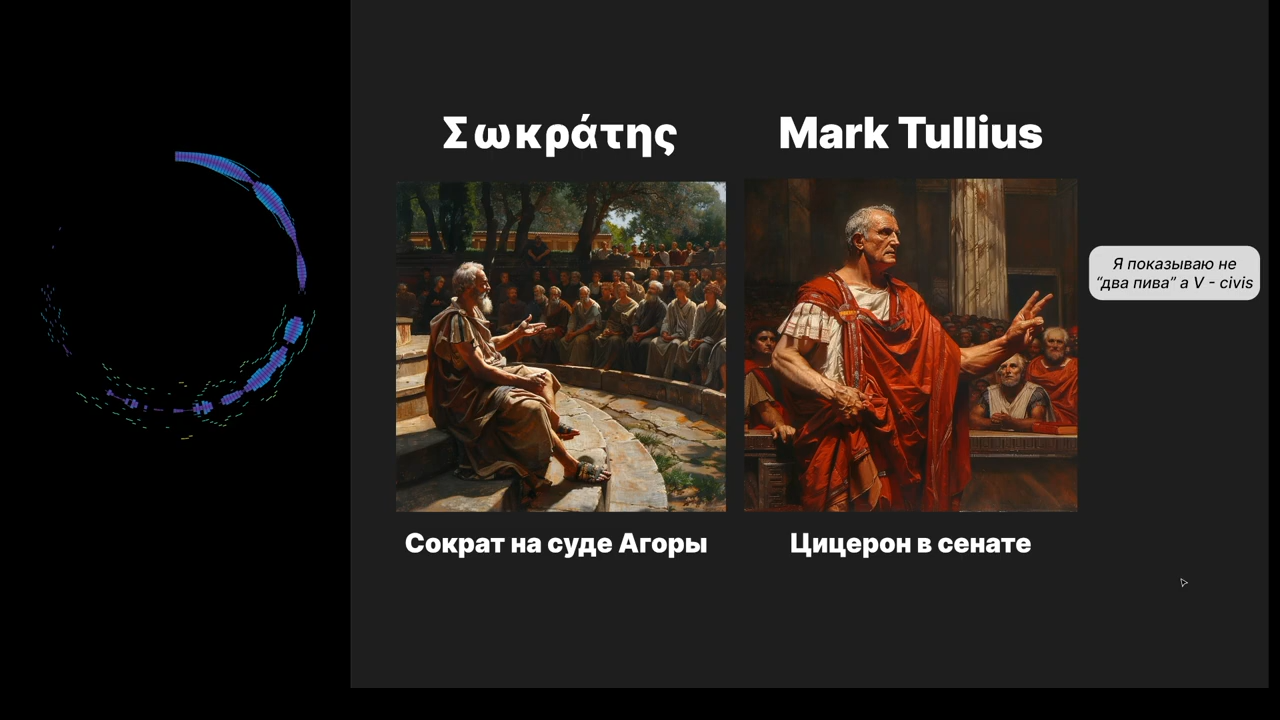 Σωκράτης
Mark Tullius
Я показываю не
“два пива” а V - civis
Сократ на суде Агоры
Цицерон в сенате